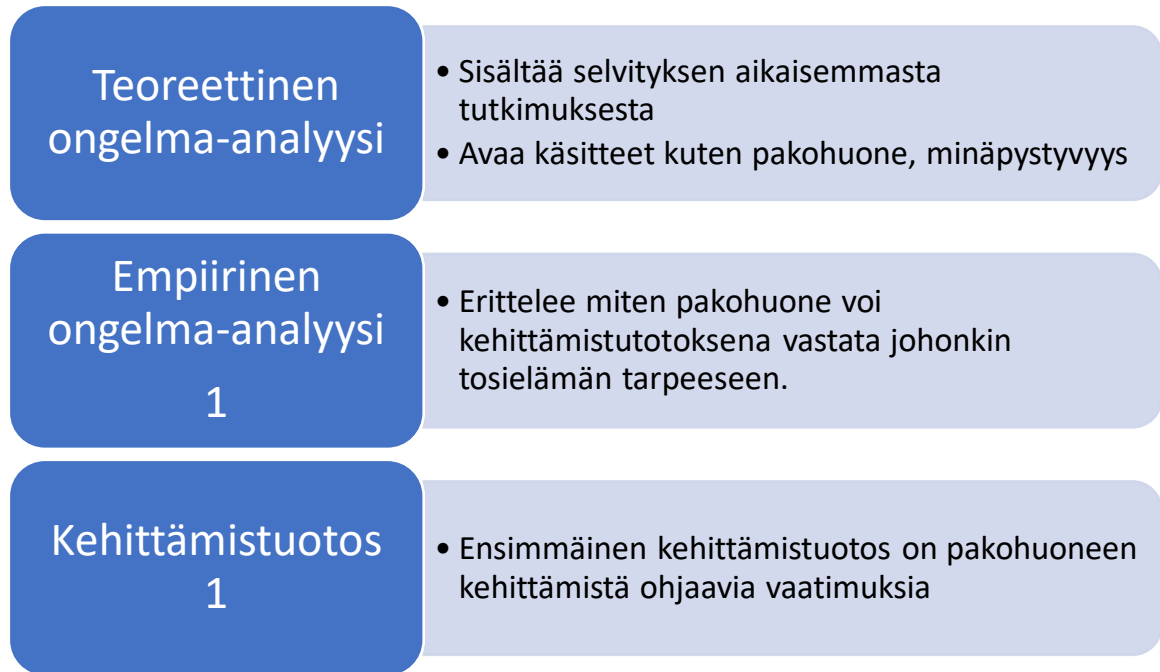 Teoreettinen
ongelma-analyysi
• Sisältää selvityksen aikaisemmasta
tutkimuksesta
• Avaa käsitteet kuten pakohuone, minäpystyvyys
Empiirinen
ongelma-analyysi
1
• Erittelee miten pakohuone voi
kehittämistutotoksena vastata johonkin
tosielämän tarpeeseen.
Kehittämistuotos
1
• Ensimmäinen kehittämistuotos on pakohuoneen
kehittämistä ohjaavia vaatimuksia